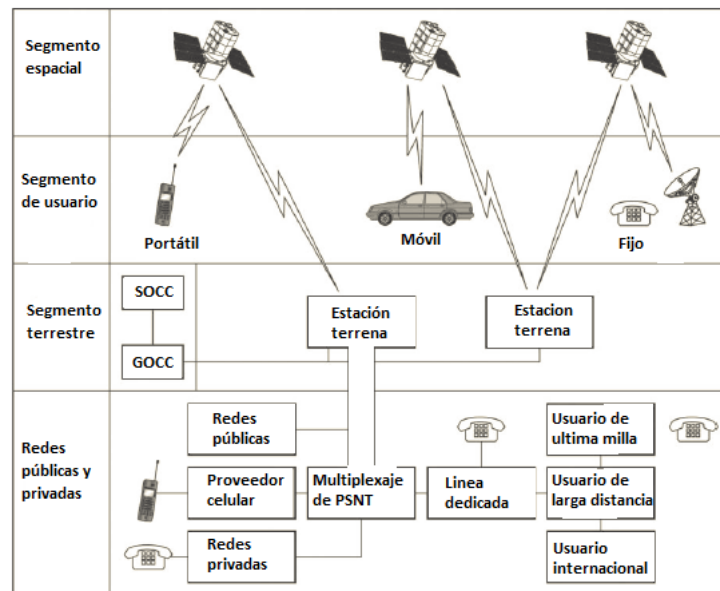 Segmento
espacial
Segmento
de usuario
Portátil
Móvil
Fijo
Segmento
terrestre
SOCC
GOCC
Estación
terrena
Estacion
terrena
Redes
públicas y
privadas
Redes
públicas
Proveedor
celular
Redes
privadas
Multiplexaje
de PSNT
Linea
dedicada
Usuario de
ultima milla
Usuario de
larga distancia
Usuario
internacional